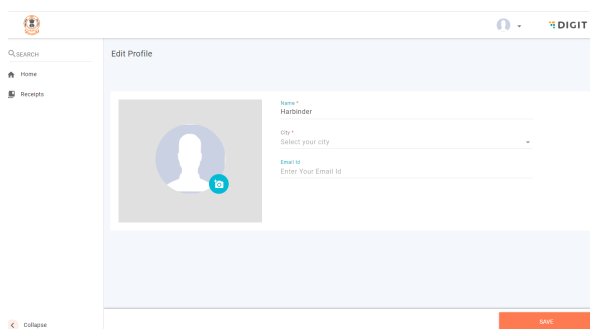 DIGIT
SEARCH
Home
Receipts
Edit Profile
Name *
Harbinder
City *
Select your city
Email Id
Enter Your Email Id
Collapse
SAVE